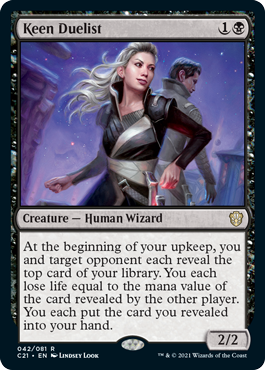 Keen Duelist 1
Creature — Human Wizard
At the beginning of your upkeep, you
and target opponent each reveal the
top card of your library. You each
lose life equal to the mana value of
the card revealed by the other player.
You each put the card you revealed
into your hand.
2/2
042/081 R
C21 • EN LINDSEY LOOK ™ & © 2021 Wizards of the Coast